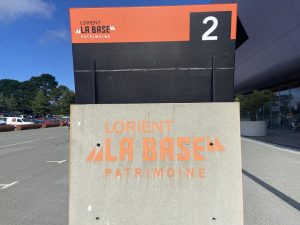 LORIENT
LA BASE
PATRIMOINE
2
LORIENT
LA BASE
PATRIMOINE